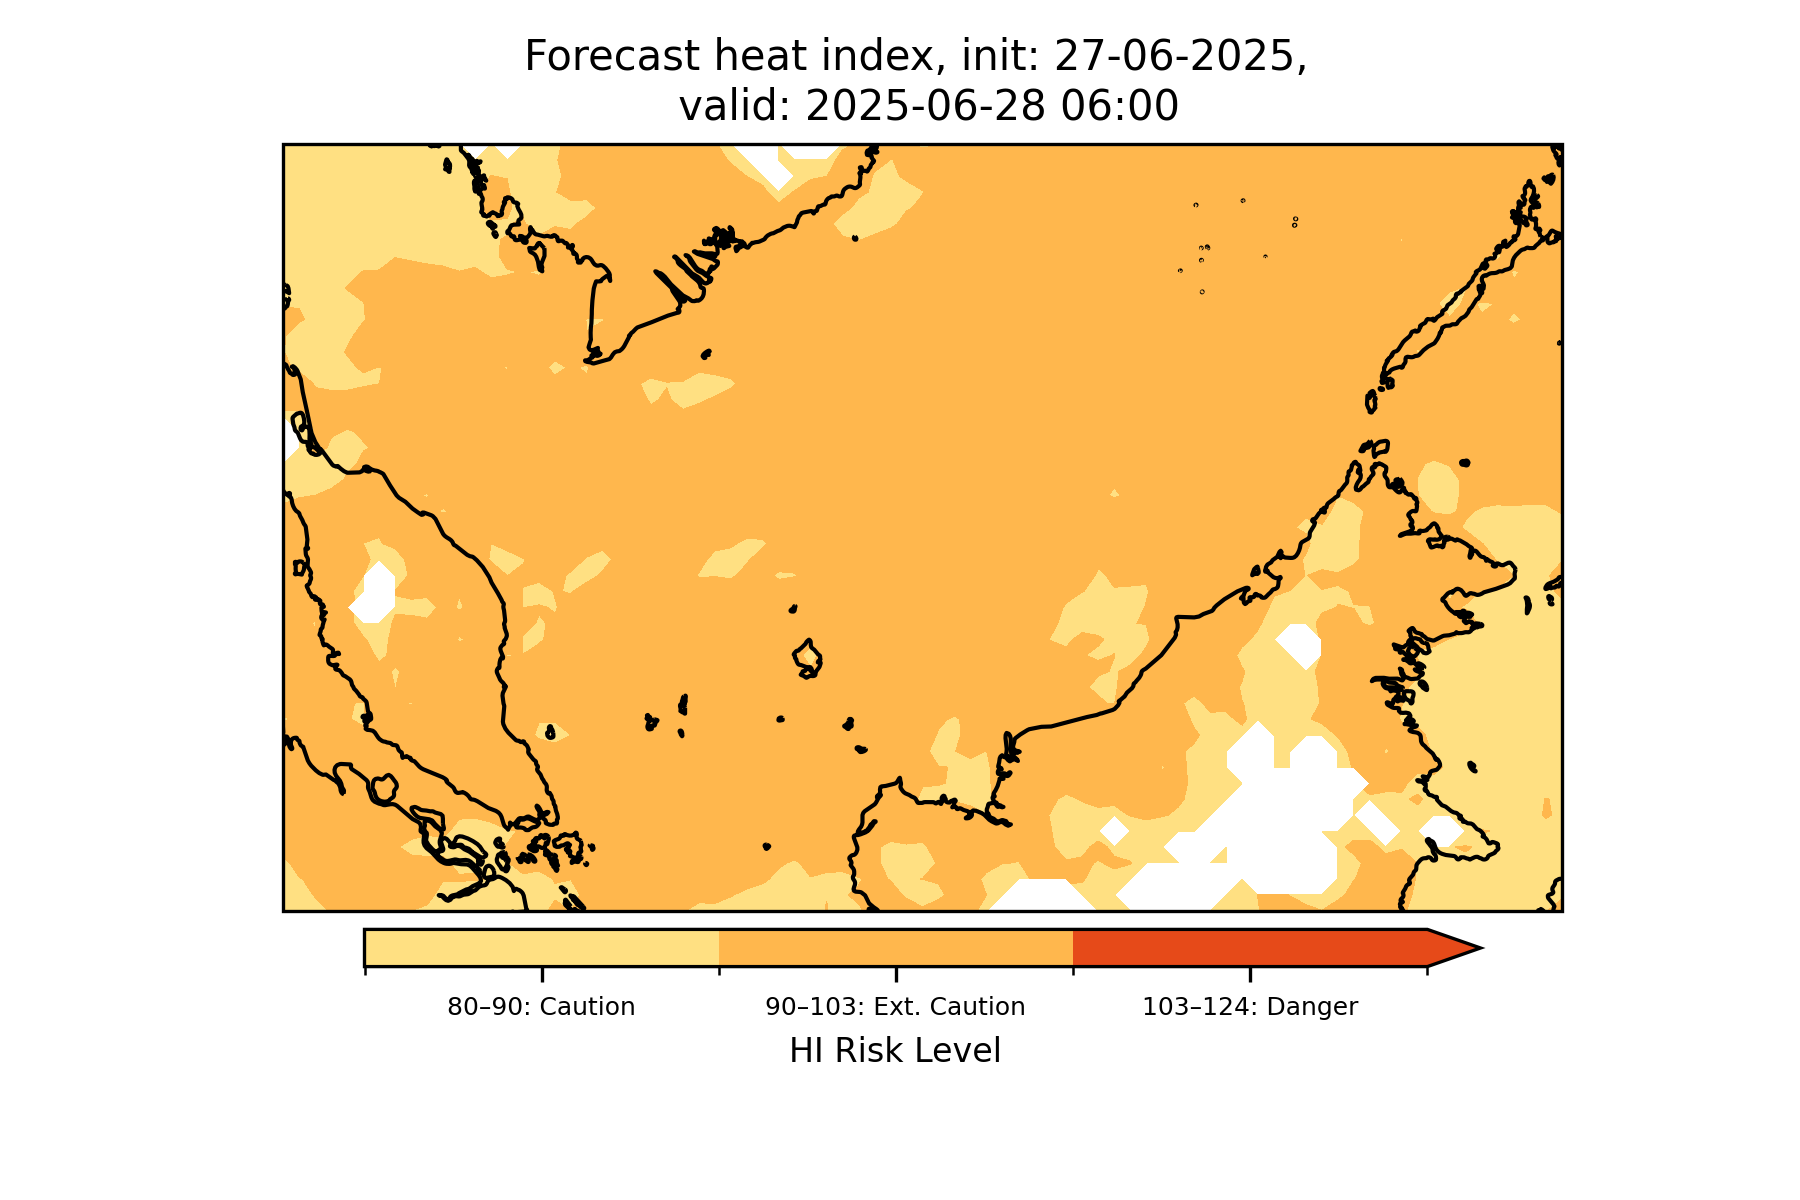 Forecast heat index, init: 27-06-2025,
valid: 2025-06-28 06:00
80–90: Caution
90–103: Ext. Caution
103–124: Danger
HI Risk Level